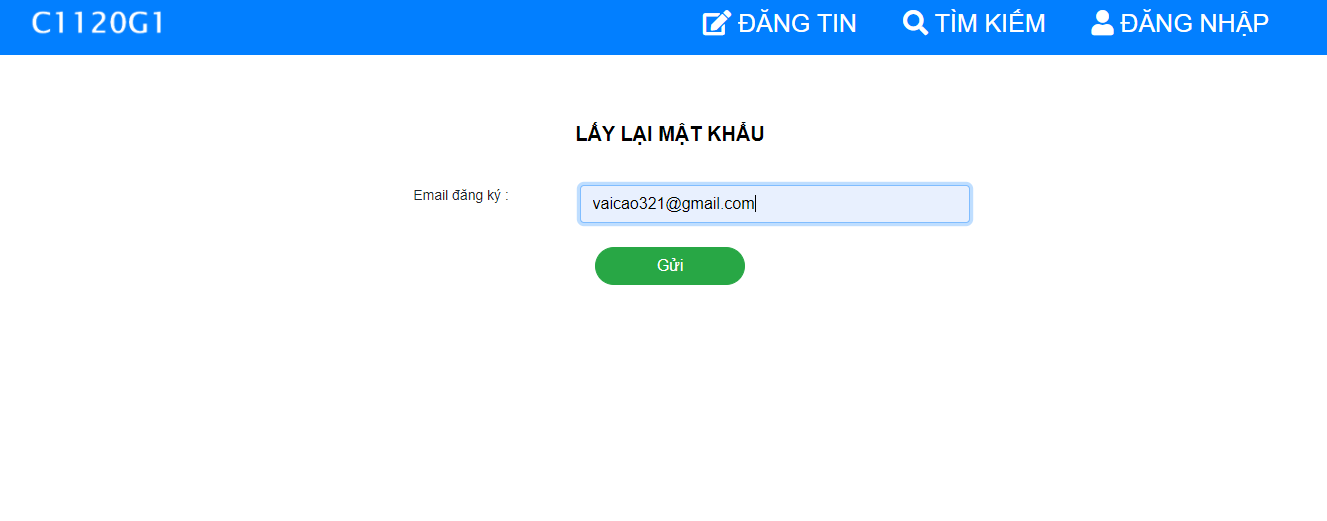 C1120G1 ĐĂNG TIN TÌM KIẾM ĐĂNG NHẬP
LẤY LẠI MẬT KHẨU
Email đăng ký : vaicao321@gmail.com
Gửi